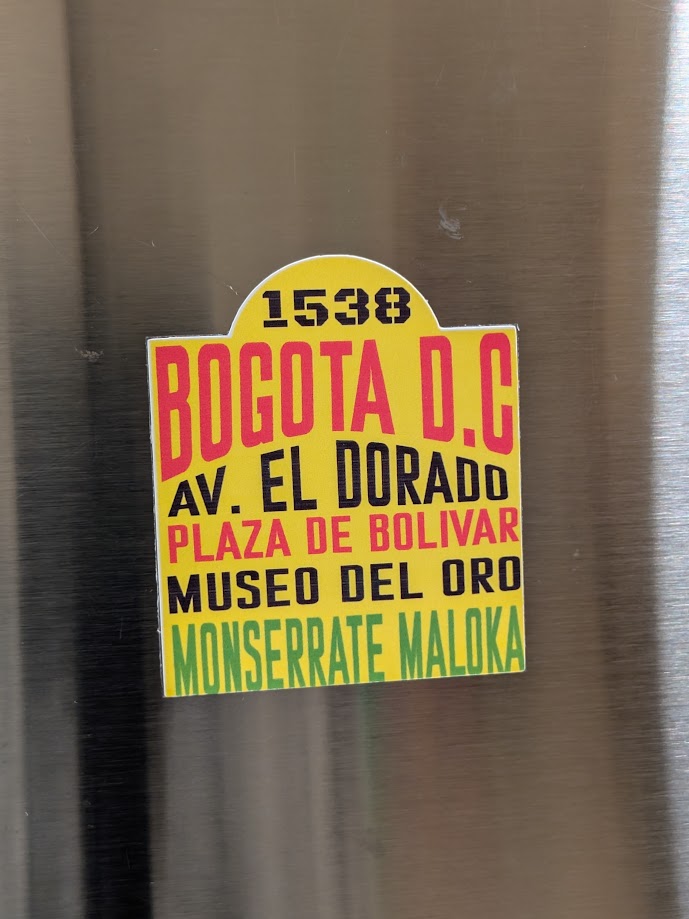 1538
BOGOTA D.C
AV. EL DORADO
PLAZA DE BOLIVAR
MUSEO DEL ORO
MONSERRATE MALOKA